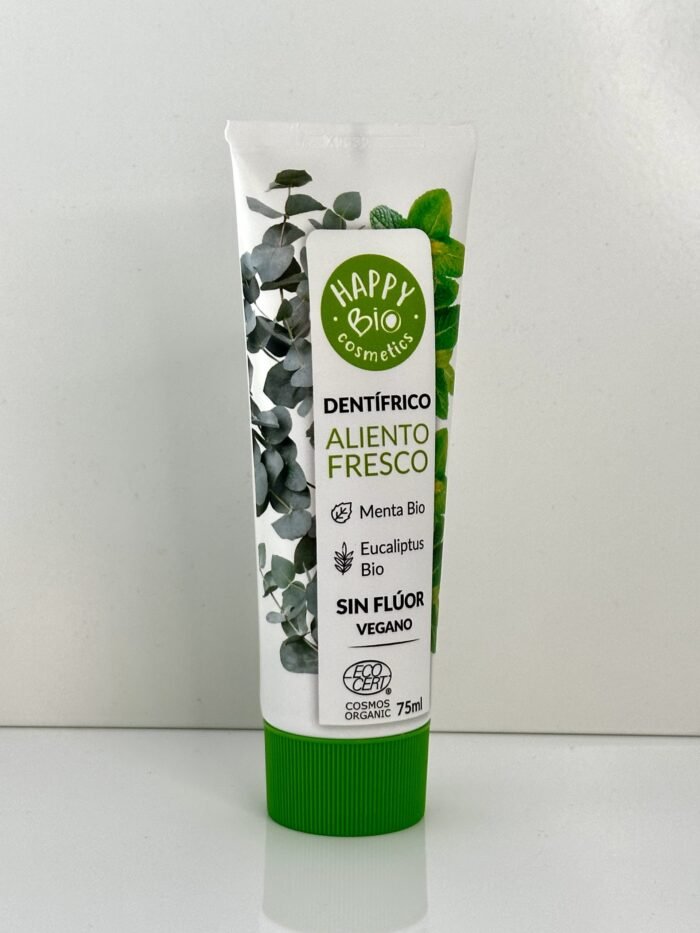 HAPPY
BIO
cosmetics
DENTÍFRICO
ALIENTO
FRESCO
Menta Bio
Eucaliptus
Bio
SIN FLÚOR
VEGANO
ECO
CERT®
COSMOS
ORGANIC 75ml